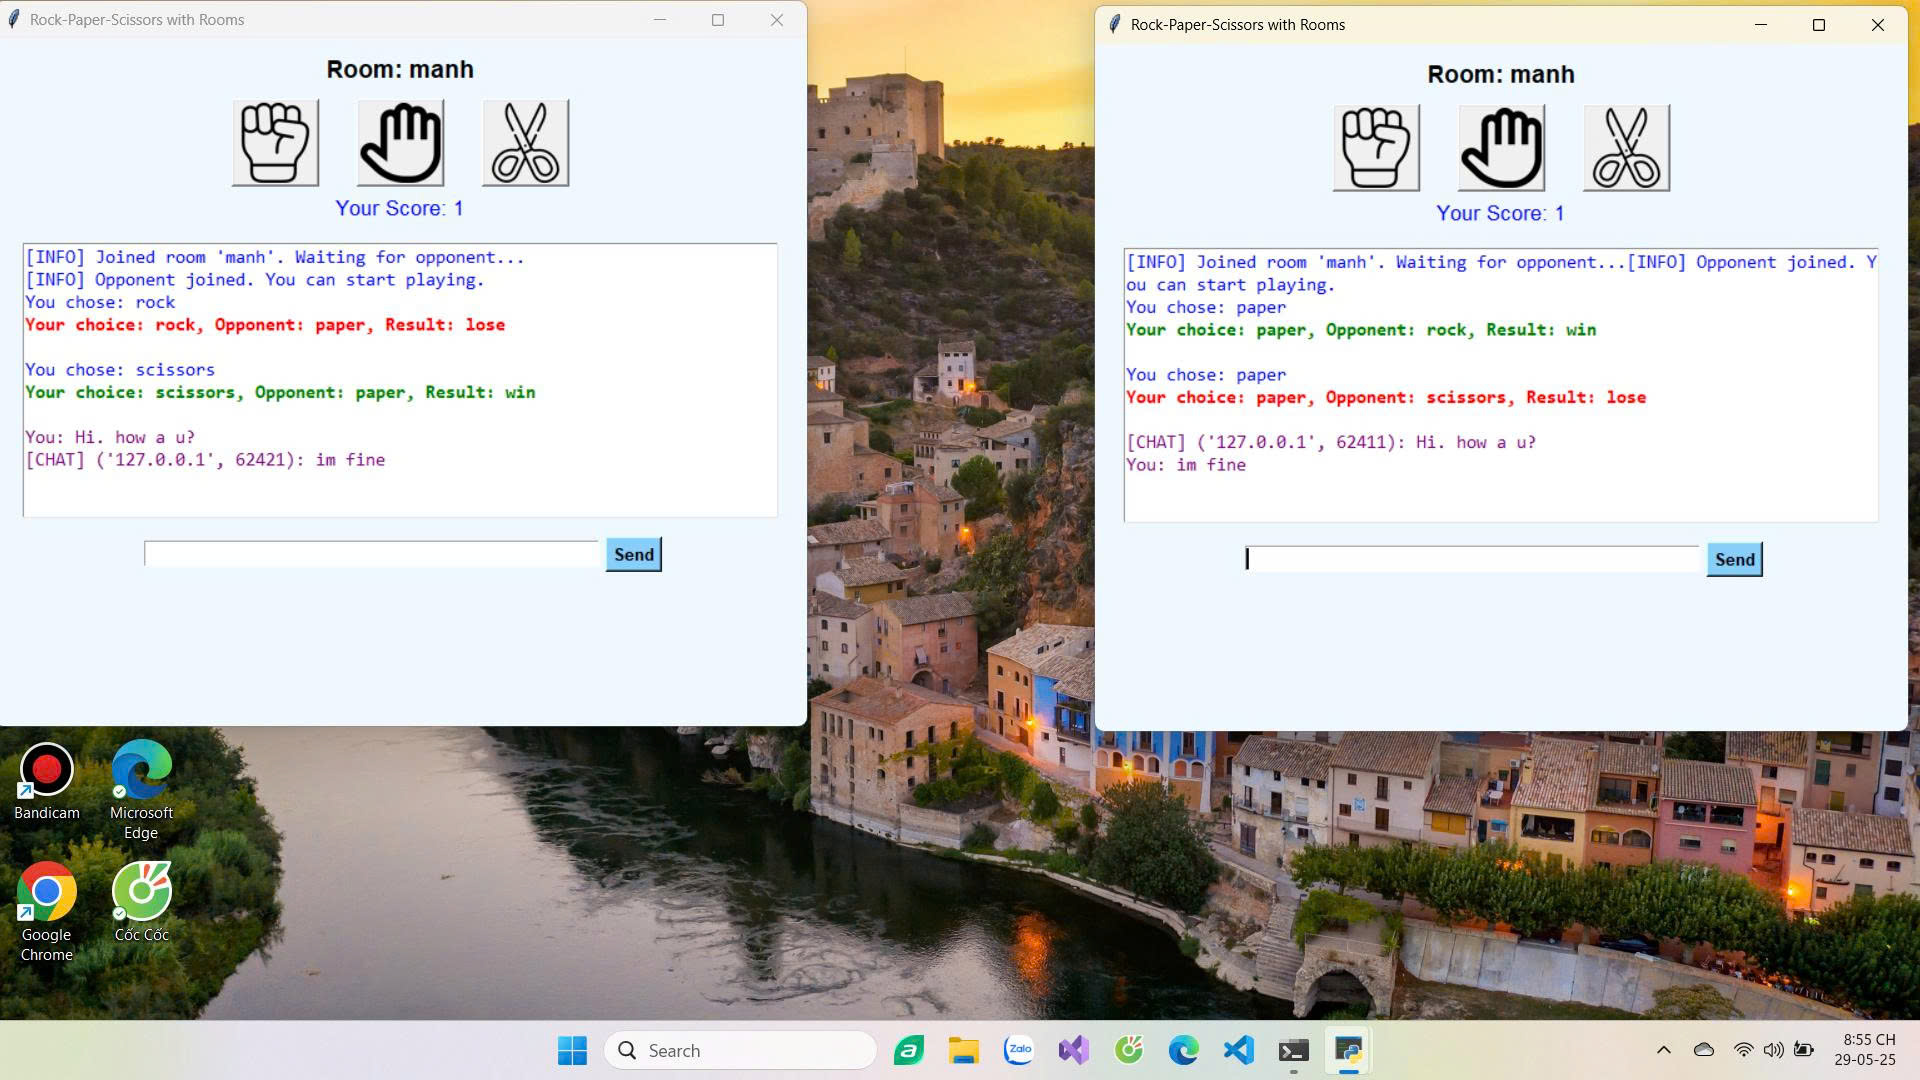 Rock-Paper-Scissors with Rooms
Room: manh
Your Score: 1
[INFO] Joined room 'manh'. Waiting for opponent...
[INFO] Opponent joined. You can start playing.
You chose: rock
Your choice: rock, Opponent: paper, Result: lose
You chose: scissors
Your choice: scissors, Opponent: paper, Result: win
You: Hi. how a u?
[CHAT] ('127.0.0.1', 62421): im fine
Send
Rock-Paper-Scissors with Rooms
Room: manh
Your Score: 1
[INFO] Joined room 'manh'. Waiting for opponent...[INFO] Opponent joined. Y
ou can start playing.
You chose: paper
Your choice: paper, Opponent: rock, Result: win
You chose: paper
Your choice: paper, Opponent: scissors, Result: lose
[CHAT] ('127.0.0.1', 62411): Hi. how a u?
You: im fine
Send
Bandicam
Microsoft
Edge
Google
Chrome
Cốc Cốc
Search
a
Zalo
8:55 CH
29-05-25